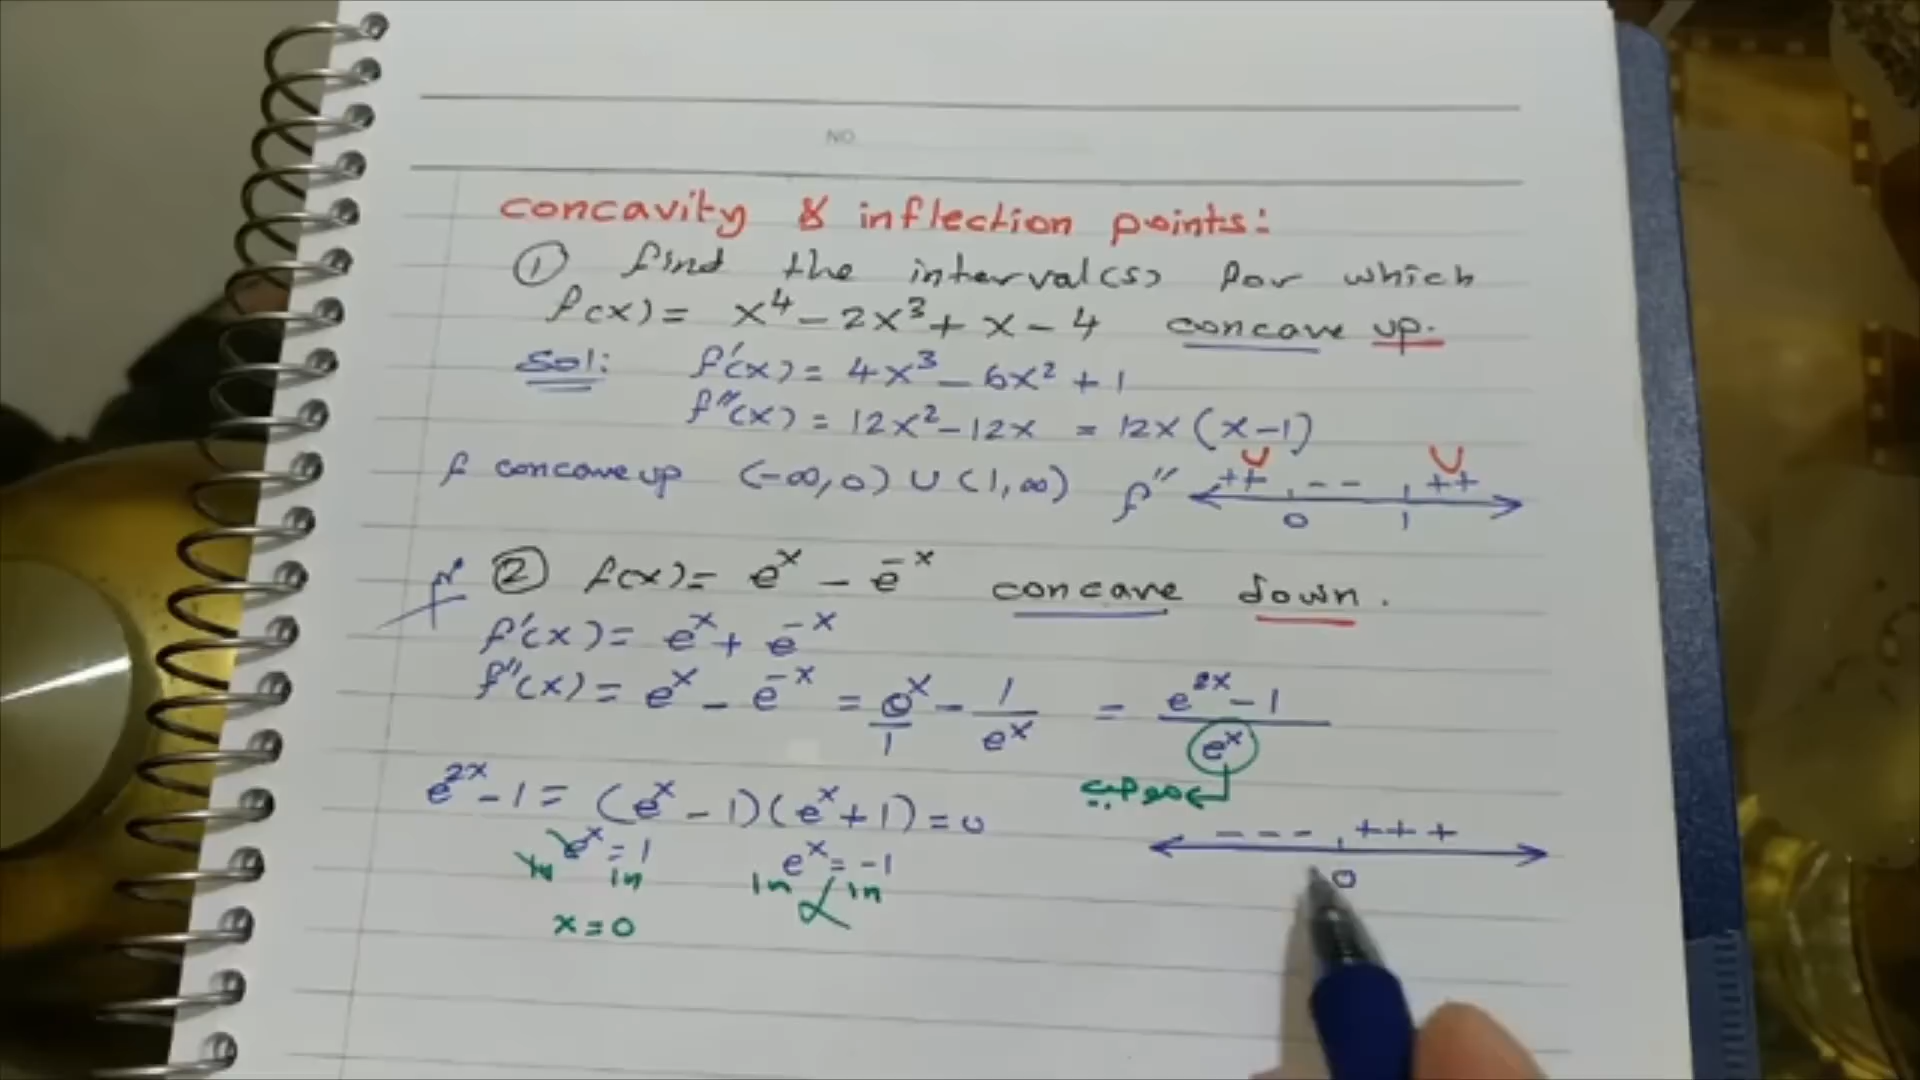 NO
concavity & inflection points:
① find the interval(s) for which
f(x) = x⁴ - 2x³ + x - 4 concave up.
Sol: f'(x) = 4x³ - 6x² + 1
f''(x) = 12x² - 12x = 12x (x-1)
f concave up (-∞,0) ∪ (1,∞) f'' ++ - - ++
0 1
② f(x) = eˣ - e⁻ˣ concave down.
f'(x) = eˣ + e⁻ˣ
f''(x) = eˣ - e⁻ˣ = eˣ/1 - 1/eˣ = (e²ˣ - 1)/eˣ
موجب
e²ˣ - 1 = (eˣ - 1)(eˣ + 1) = 0
- - - +++
0
eˣ = 1 eˣ = -1
ln ln ln ln
x = 0